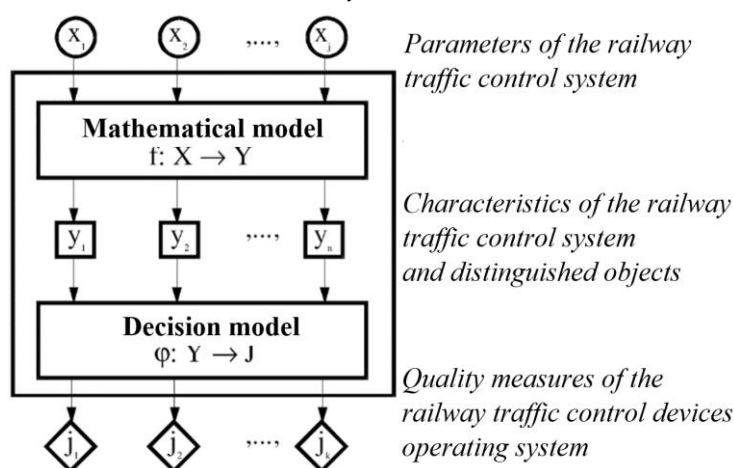 x₁ x₂ ,..., xⱼ
Parameters of the railway
traffic control system
Mathematical model
f: X → Y
y₁ y₂ ,..., yₙ
Characteristics of the railway
traffic control system
and distinguished objects
Decision model
φ: Y → J
j₁ j₂ ,..., jₖ
Quality measures of the
railway traffic control devices
operating system